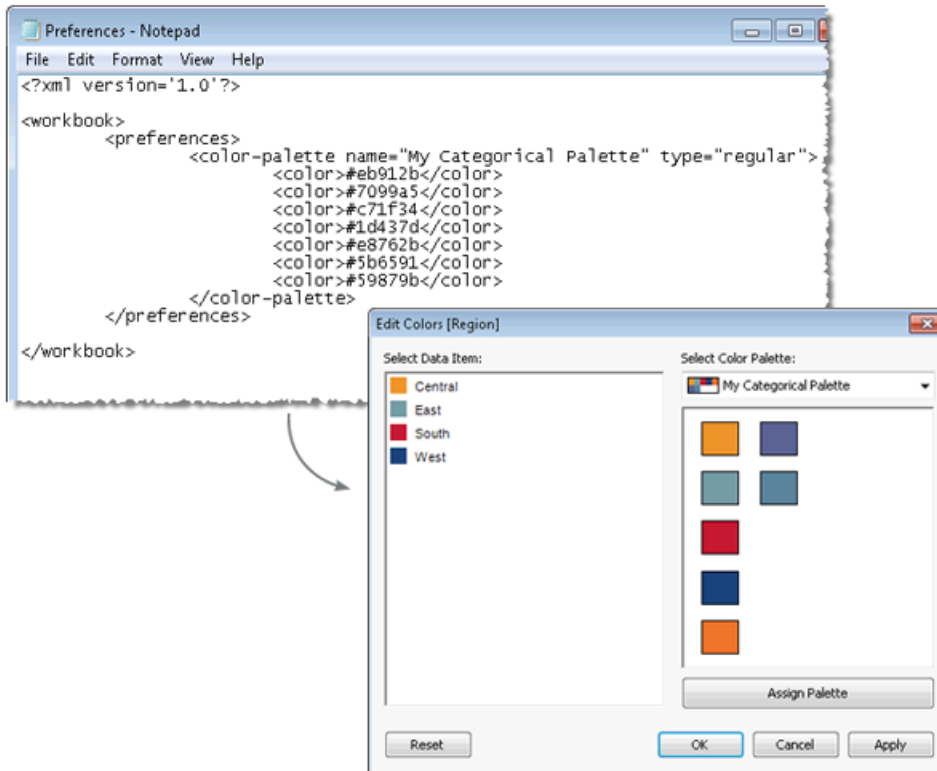 Preferences - Notepad
File Edit Format View Help
<?xml version='1.0'?>
<workbook>
<preferences>
<color-palette name="My Categorical Palette" type="regular">
<color>#eb912b</color>
<color>#7099a5</color>
<color>#c71f34</color>
<color>#1d437d</color>
<color>#e8762b</color>
<color>#5b6591</color>
<color>#59879b</color>
</color-palette>
</preferences>
</workbook>
Edit Colors [Region]
Select Data Item:
Central
East
South
West
Select Color Palette:
My Categorical Palette
Assign Palette
Reset
OK
Cancel
Apply